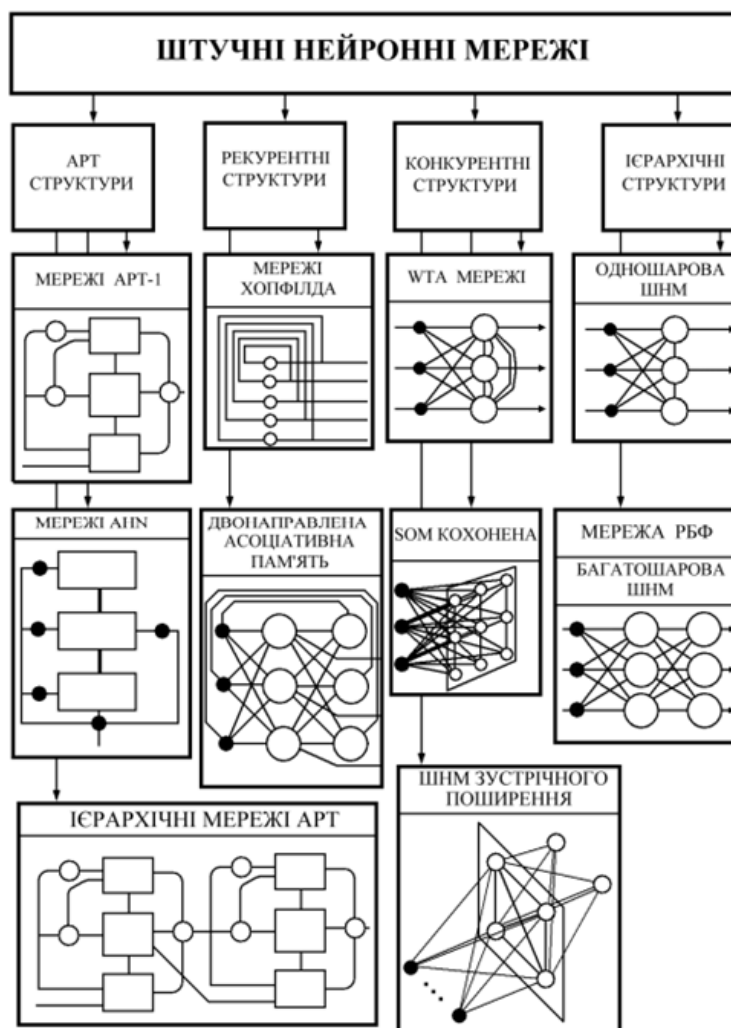 ШТУЧНІ НЕЙРОННІ МЕРЕЖІ
АРТ
СТРУКТУРИ
РЕКУРЕНТНІ
СТРУКТУРИ
КОНКУРЕНТНІ
СТРУКТУРИ
ІЄРАРХІЧНІ
СТРУКТУРИ
МЕРЕЖІ АРТ-1
МЕРЕЖІ
ХОПФІЛДА
WTA МЕРЕЖІ
ОДНОШАРОВА
ШНМ
МЕРЕЖІ AHN
ДВОНАПРАВЛЕНА
АСОЦІАТИВНА
ПАМ'ЯТЬ
SOM КОХОНЕНА
МЕРЕЖА РБФ
БАГАТОШАРОВА
ШНМ
ІЄРАРХІЧНІ МЕРЕЖІ АРТ
ШНМ ЗУСТРІЧНОГО
ПОШИРЕННЯ